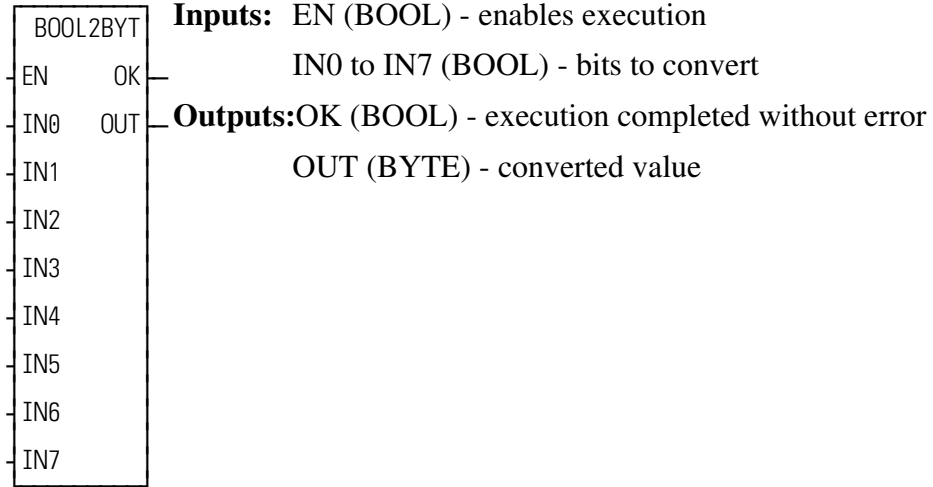 BOOL2BYT
EN OK
IN0 OUT
IN1
IN2
IN3
IN4
IN5
IN6
IN7
Inputs: EN (BOOL) - enables execution
IN0 to IN7 (BOOL) - bits to convert
Outputs:OK (BOOL) - execution completed without error
OUT (BYTE) - converted value